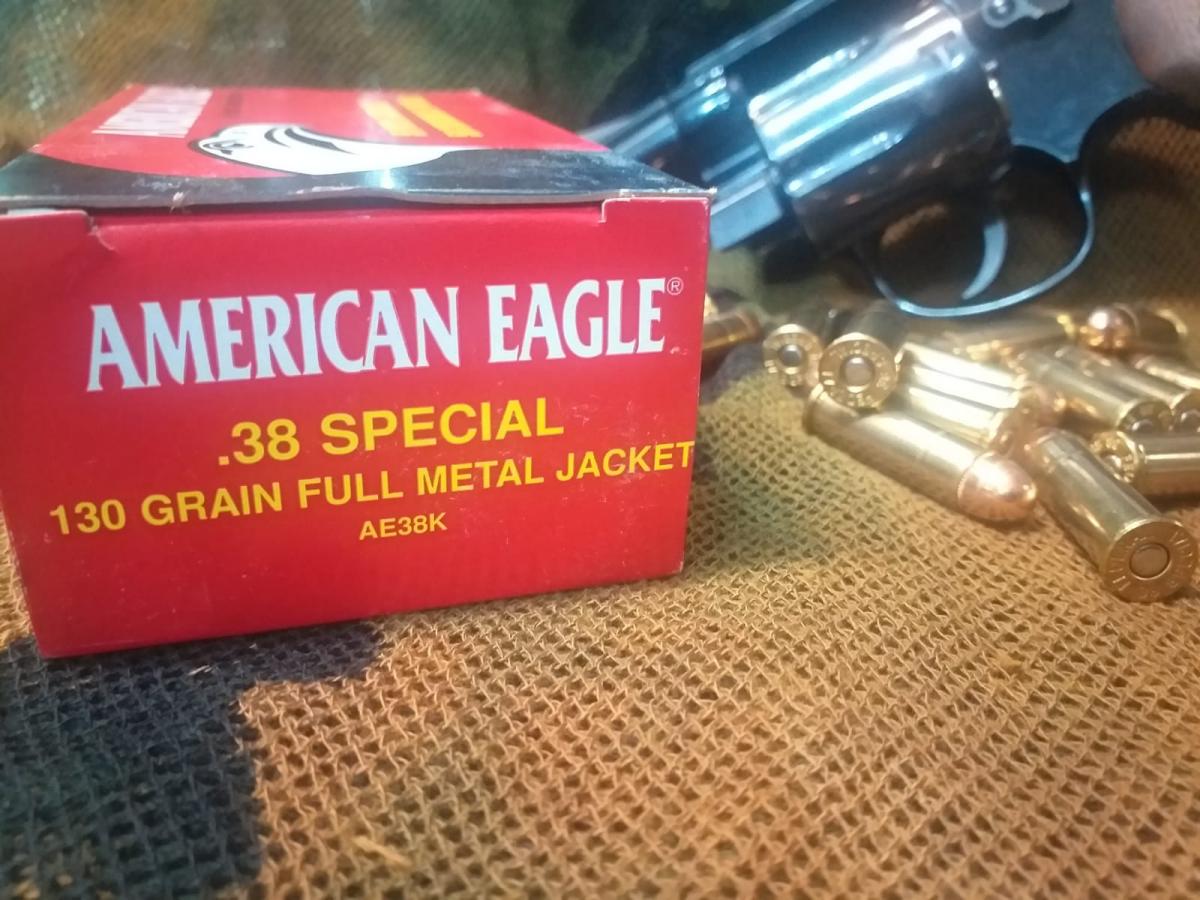 AMERICAN EAGLE®
.38 SPECIAL
130 GRAIN FULL METAL JACKET
AE38K